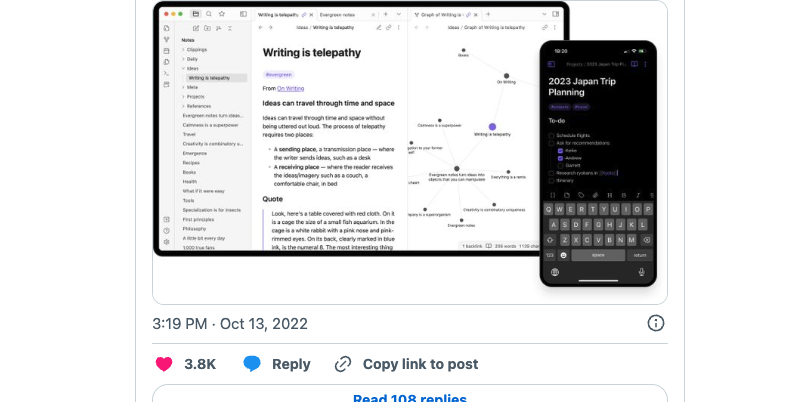 Writing is telepathy
Evergreen notes
Graph of Writing is
Ideas / Writing is telepathy
Ideas / Graph of Writing is telepathy
Notes
Clippings
Daily
Ideas
Writing is telepathy
Meta
Projects
References
Evergreen notes turn ideas...
Calmness is a superpower
Travel
Creativity is combinatory u...
Evergreen
Recipes
Books
Health
What if it were easy
Tools
Specialization is for insects
First principles
Philosophy
A little bit every day
1,000 true fans
Writing is telepathy
#evergreen
From On Writing
Ideas can travel through time and space
Ideas can travel through time and space without
being uttered out loud. The process of telepathy
requires two places:
• A sending place, a transmission place — where
the writer sends ideas, such as a desk
• A receiving place — where the reader receives
the ideas/imagery such as a couch, a
comfortable chair, in bed
Quote
Look, here's a table covered with red cloth. On it
is a cage the size of a small fish aquarium. In the
cage is a white rabbit with a pink nose and pink-
rimmed eyes. On its back, clearly marked in blue
ink, is the numeral 8. The most interesting thing
Books
On Writing
Calmness is a superpower
Writing is telepathy
Evergreen notes turn ideas into
objects that you can manipulate
Everything is a remix
Creativity is combinatory uniqueness
Evergreen notes
1 backlink
206 words
19:20
Projects / 2023 Japan Trip P...
2023 Japan Trip
Planning
#projects
#travel
To-do
Schedule flights
Ask for recommendations
Keiko
Andrew
Garrett
Research ryokans in
Itinerary
Q W E R T Y U I O P
A S D F G H J K L
Z X C V B N M
123
space
return
3:19 PM · Oct 13, 2022
3.8K
Reply
Copy link to post
Read 108 replies